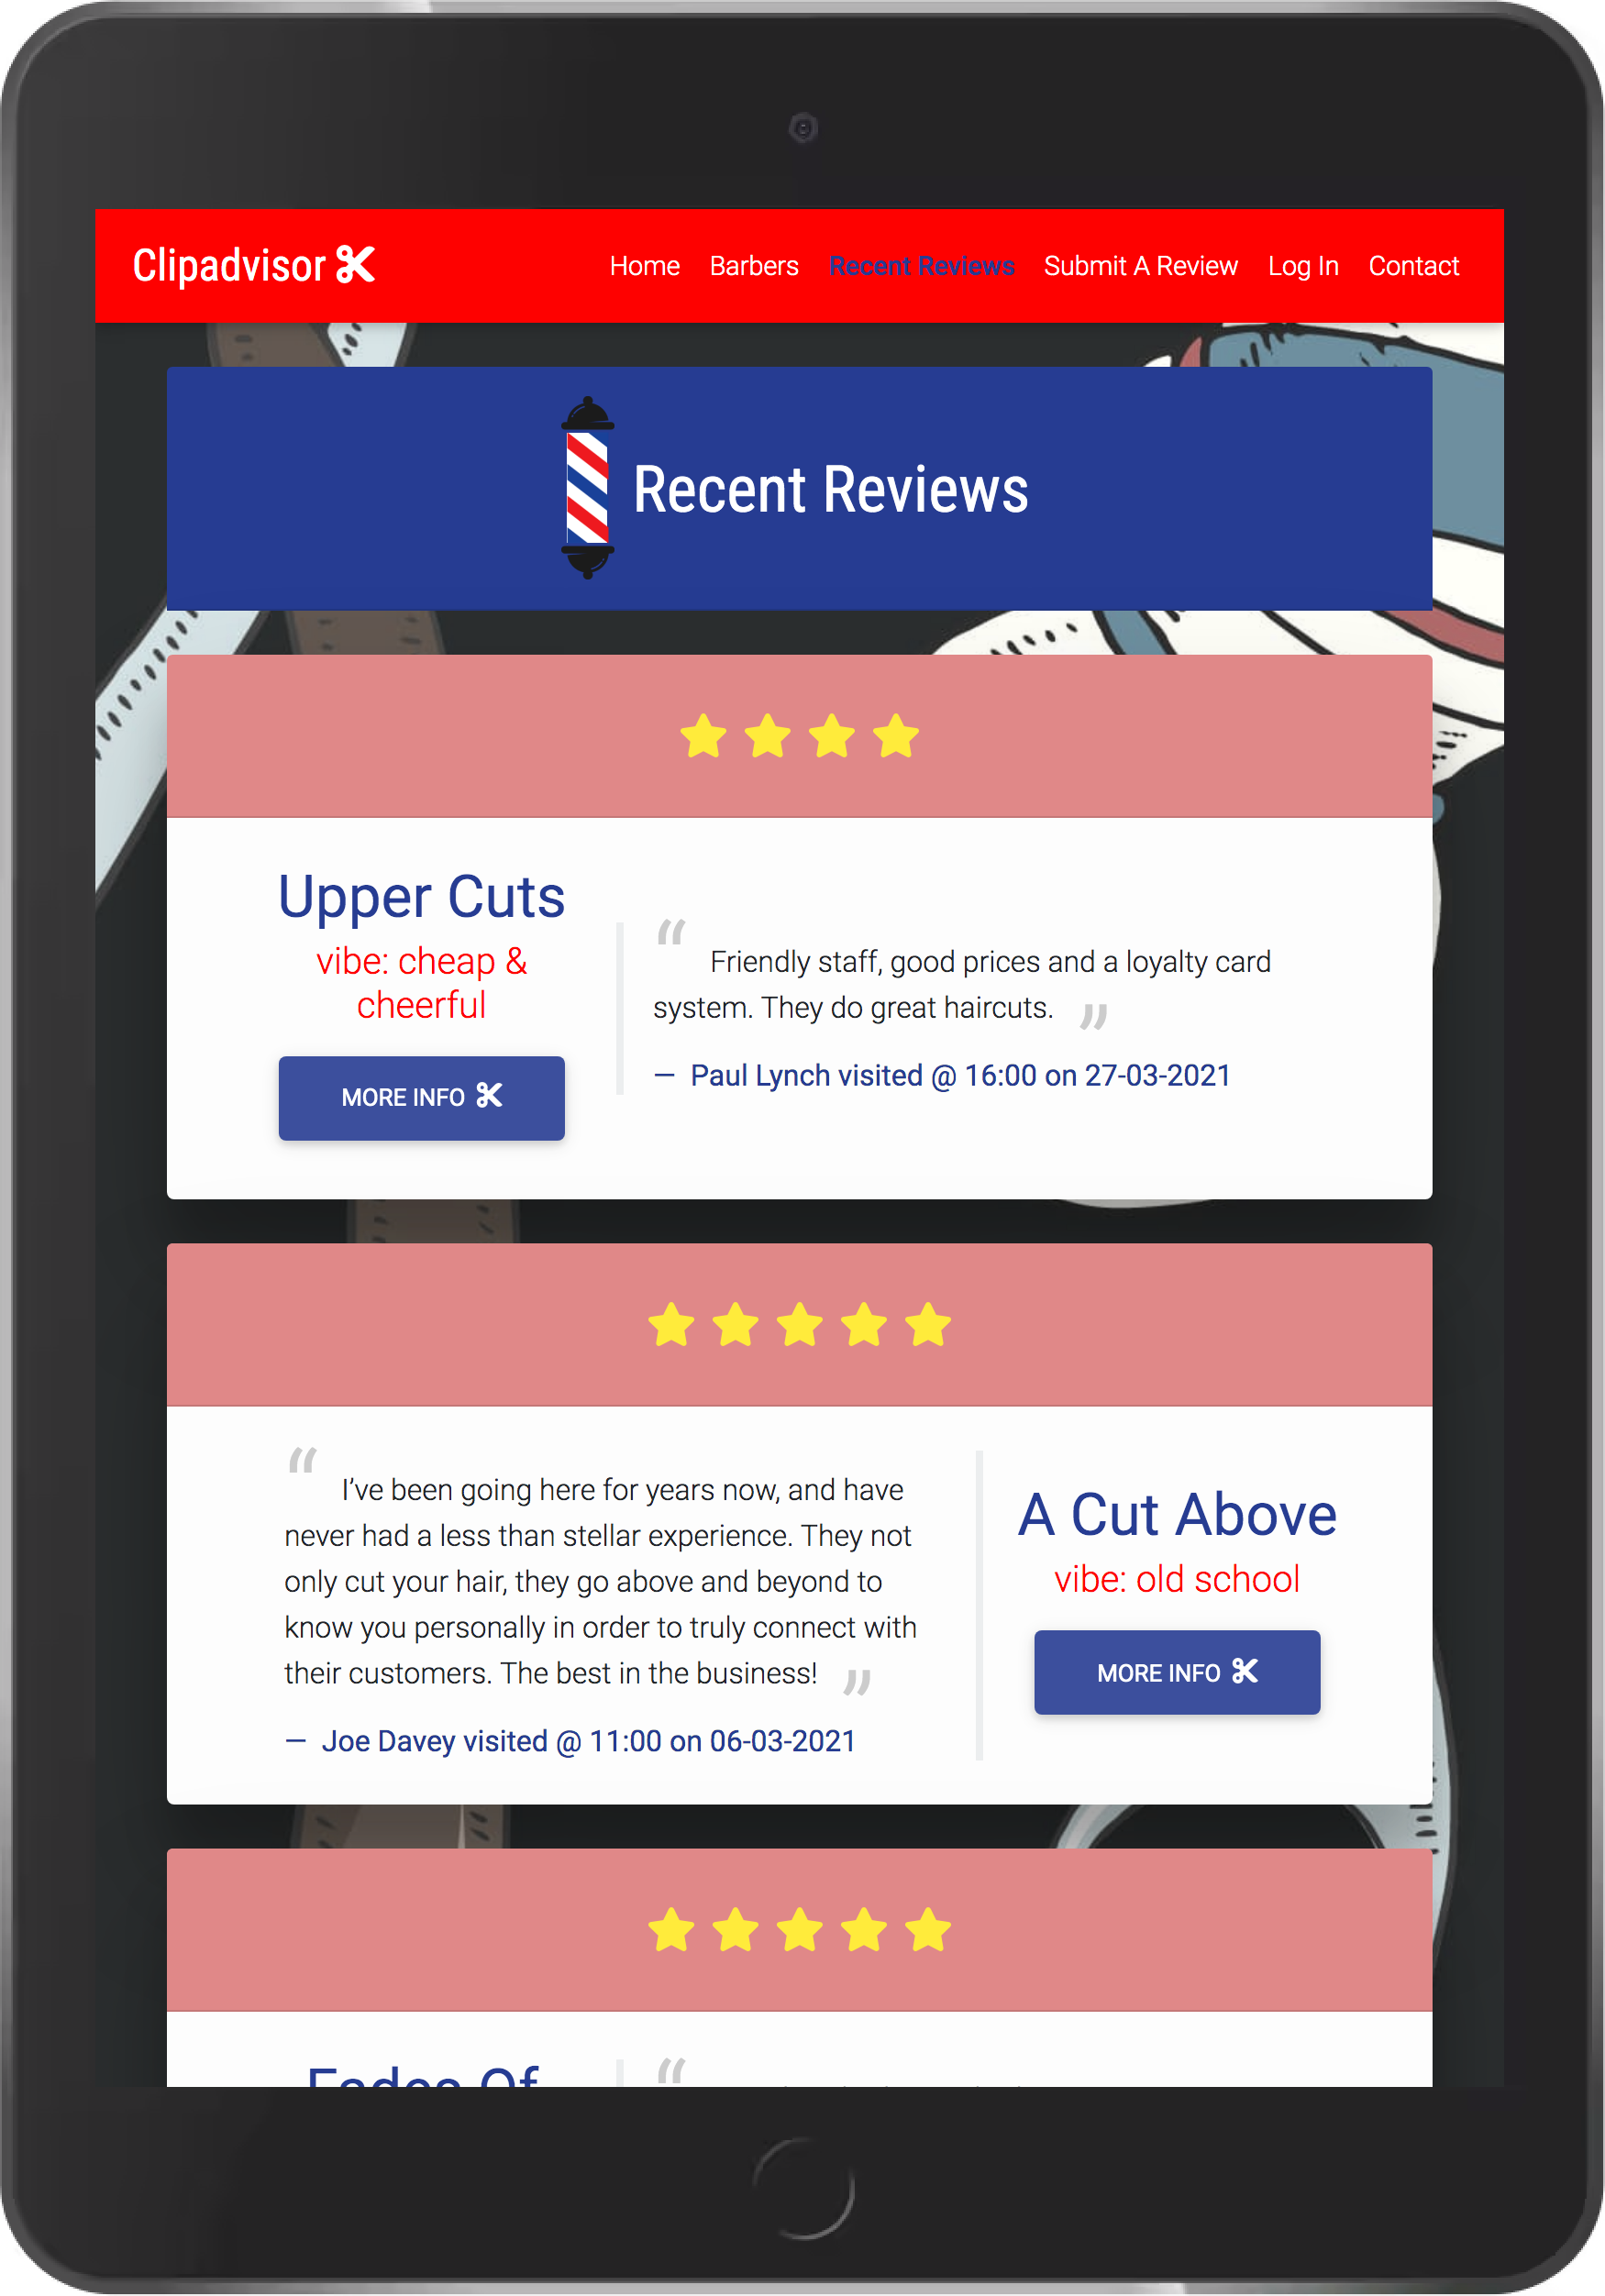 Clipadvisor
Home Barbers Recent Reviews Submit A Review Log In Contact
Recent Reviews
Upper Cuts
vibe: cheap &
cheerful
MORE INFO
“ Friendly staff, good prices and a loyalty card
system. They do great haircuts. ”
— Paul Lynch visited @ 16:00 on 27-03-2021
“ I’ve been going here for years now, and have
never had a less than stellar experience. They not
only cut your hair, they go above and beyond to
know you personally in order to truly connect with
their customers. The best in the business! ”
— Joe Davey visited @ 11:00 on 06-03-2021
A Cut Above
vibe: old school
MORE INFO
Fades Of
“